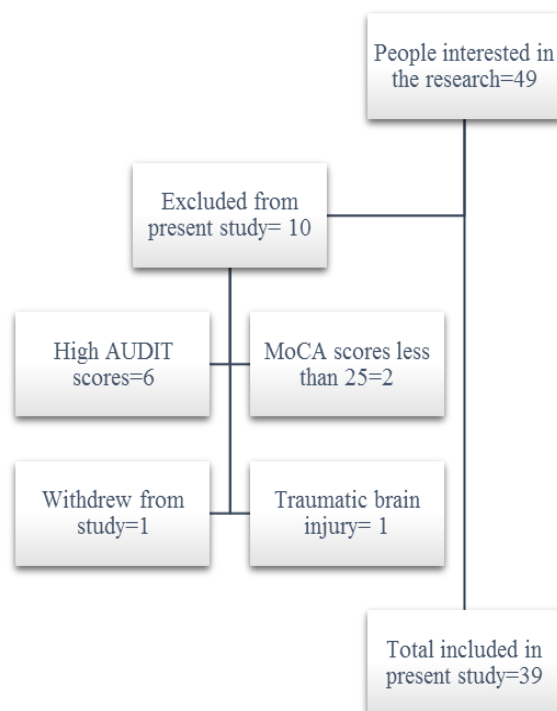 People interested in
the research=49
Excluded from
present study= 10
High AUDIT
scores=6
MoCA scores less
than 25=2
Withdrew from
study=1
Traumatic brain
injury= 1
Total included in
present study=39